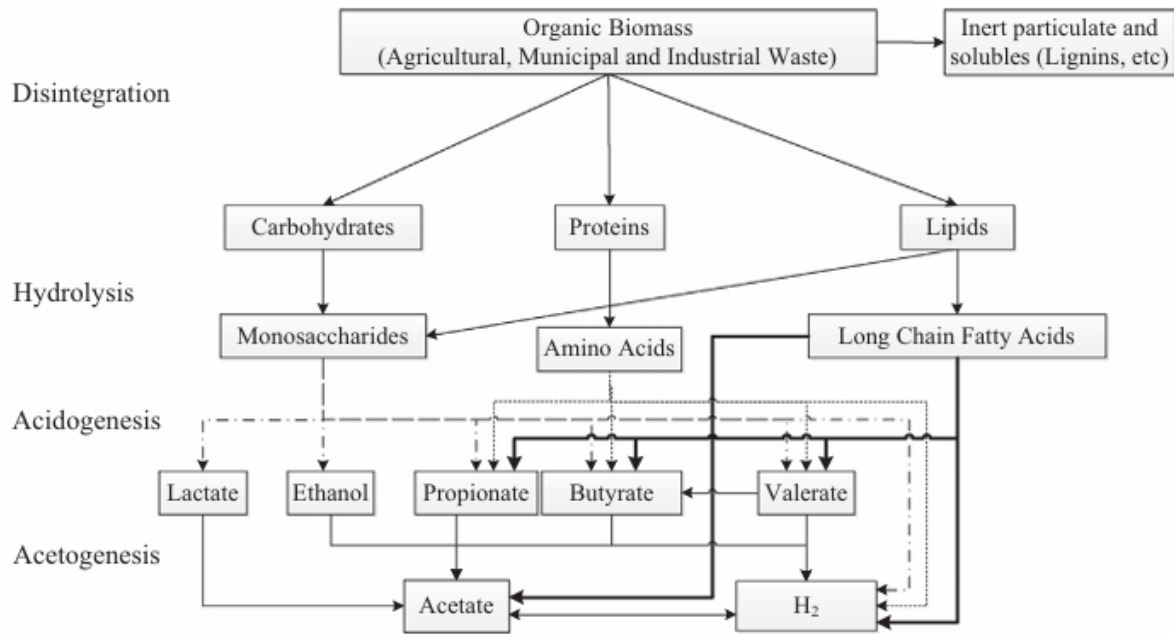 Organic Biomass
(Agricultural, Municipal and Industrial Waste)
Inert particulate and
solubles (Lignins, etc)
Disintegration
Carbohydrates
Proteins
Lipids
Hydrolysis
Monosaccharides
Amino Acids
Long Chain Fatty Acids
Acidogenesis
Lactate
Ethanol
Propionate
Butyrate
Valerate
Acetogenesis
Acetate
H₂